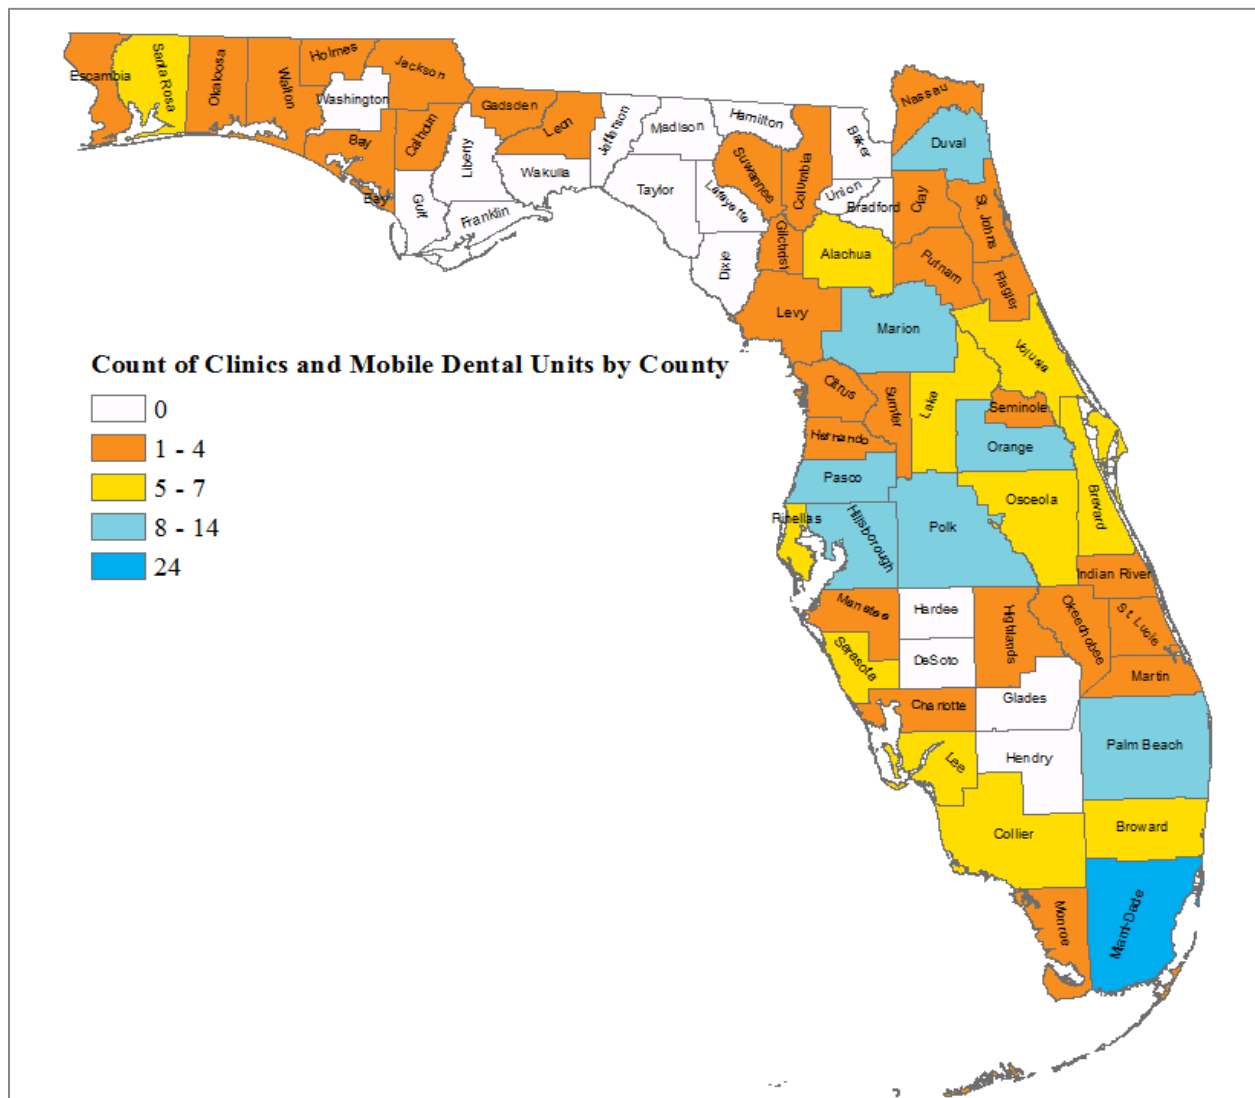 Escambia
Santa Rosa
Okaloosa
Walton
Holmes
Jackson
Washington
Bay
Calhoun
Bay
Gulf
Liberty
Gadsden
Leon
Wakulla
Franklin
Jefferson
Madison
Taylor
Hamilton
Suwannee
Lafayette
Dixie
Columbia
Gilchrist
Baker
Union
Bradford
Nassau
Duval
Clay
St. Johns
Alachua
Putnam
Flagler
Levy
Marion
Volusia
Count of Clinics and Mobile Dental Units by County
0
1 - 4
5 - 7
8 - 14
24
Citrus
Sumter
Lake
Seminole
Orange
Hernando
Pasco
Osceola
Brevard
Pinellas
Hillsborough
Polk
Indian River
Manatee
Hardee
Highlands
Okeechobee
St Lucie
Sarasota
DeSoto
Martin
Charlotte
Glades
Lee
Hendry
Palm Beach
Collier
Broward
Monroe
Miami-Dade